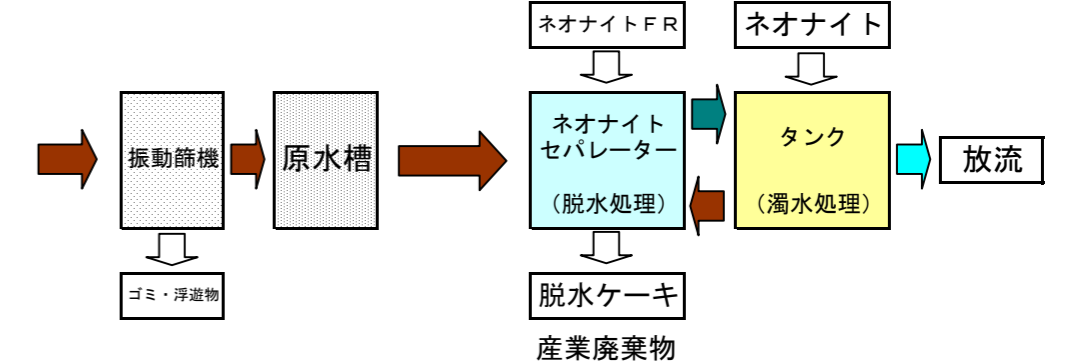 ネオナイトＦＲ
ネオナイト
振動篩機
原水槽
ネオナイト
セパレーター
（脱水処理）
タンク
（濁水処理）
放流
ゴミ・浮遊物
脱水ケーキ
産業廃棄物